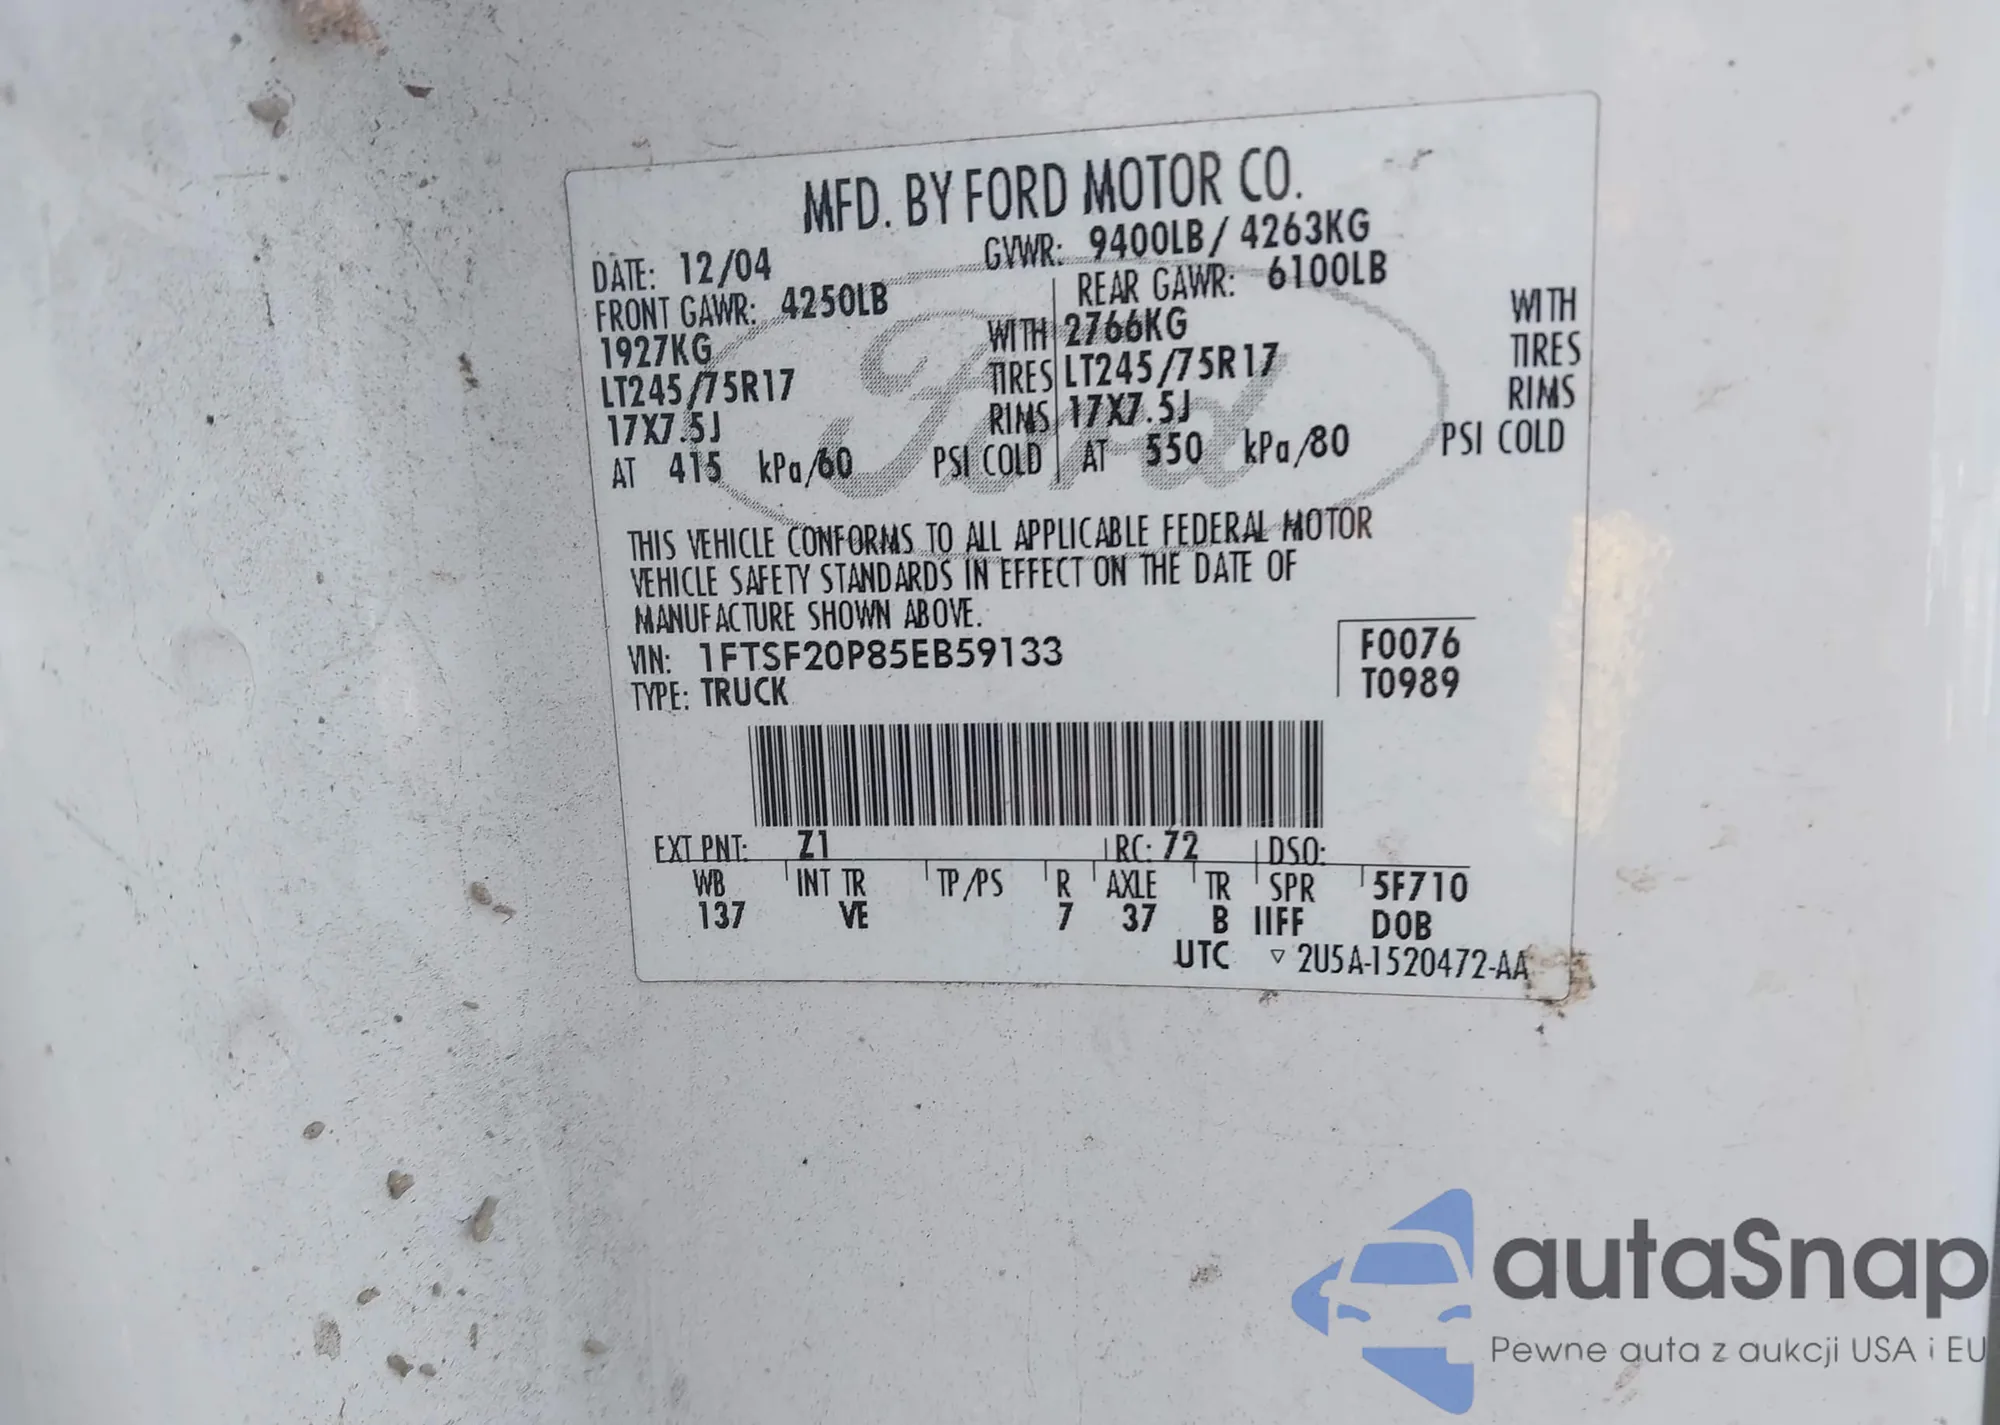 MFD. BY FORD MOTOR CO.
DATE: 12/04 GVWR: 9400LB / 4263KG
FRONT GAWR: 4250LB REAR GAWR: 6100LB
1927KG WITH 2766KG WITH
LT245/75R17 TIRES LT245/75R17 TIRES
17X7.5J RIMS 17X7.5J RIMS
AT 415 kPa/60 PSI COLD AT 550 kPa/80 PSI COLD
Ford
THIS VEHICLE CONFORMS TO ALL APPLICABLE FEDERAL MOTOR
VEHICLE SAFETY STANDARDS IN EFFECT ON THE DATE OF
MANUFACTURE SHOWN ABOVE.
VIN: 1FTSF20P85EB59133 F0076
TYPE: TRUCK T0989
EXT PNT: Z1 RC: 72 DSO:
WB INT TR TP/PS R AXLE TR SPR 5F710
137 VE 7 37 B IIFF DOB
UTC ▽ 2U5A-1520472-AA
autaSnap
Pewne auta z aukcji USA i EU